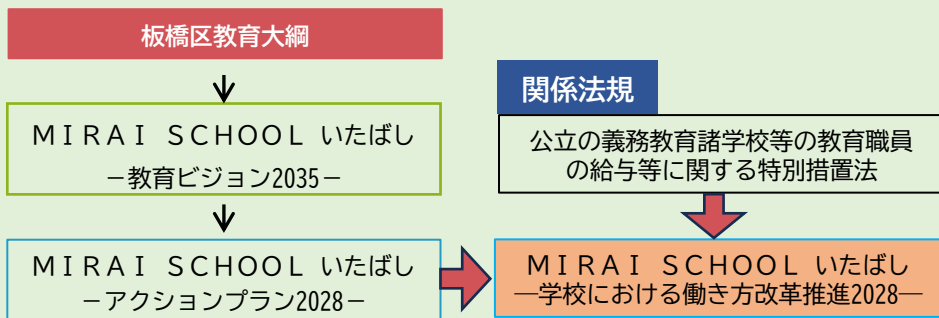 板橋区教育大綱
ＭＩＲＡＩ　ＳＣＨＯＯＬ　いたばし
－教育ビジョン2035－
ＭＩＲＡＩ　ＳＣＨＯＯＬ　いたばし
－アクションプラン2028－
関係法規
公立の義務教育諸学校等の教育職員
の給与等に関する特別措置法
ＭＩＲＡＩ　ＳＣＨＯＯＬ　いたばし
―学校における働き方改革推進2028―